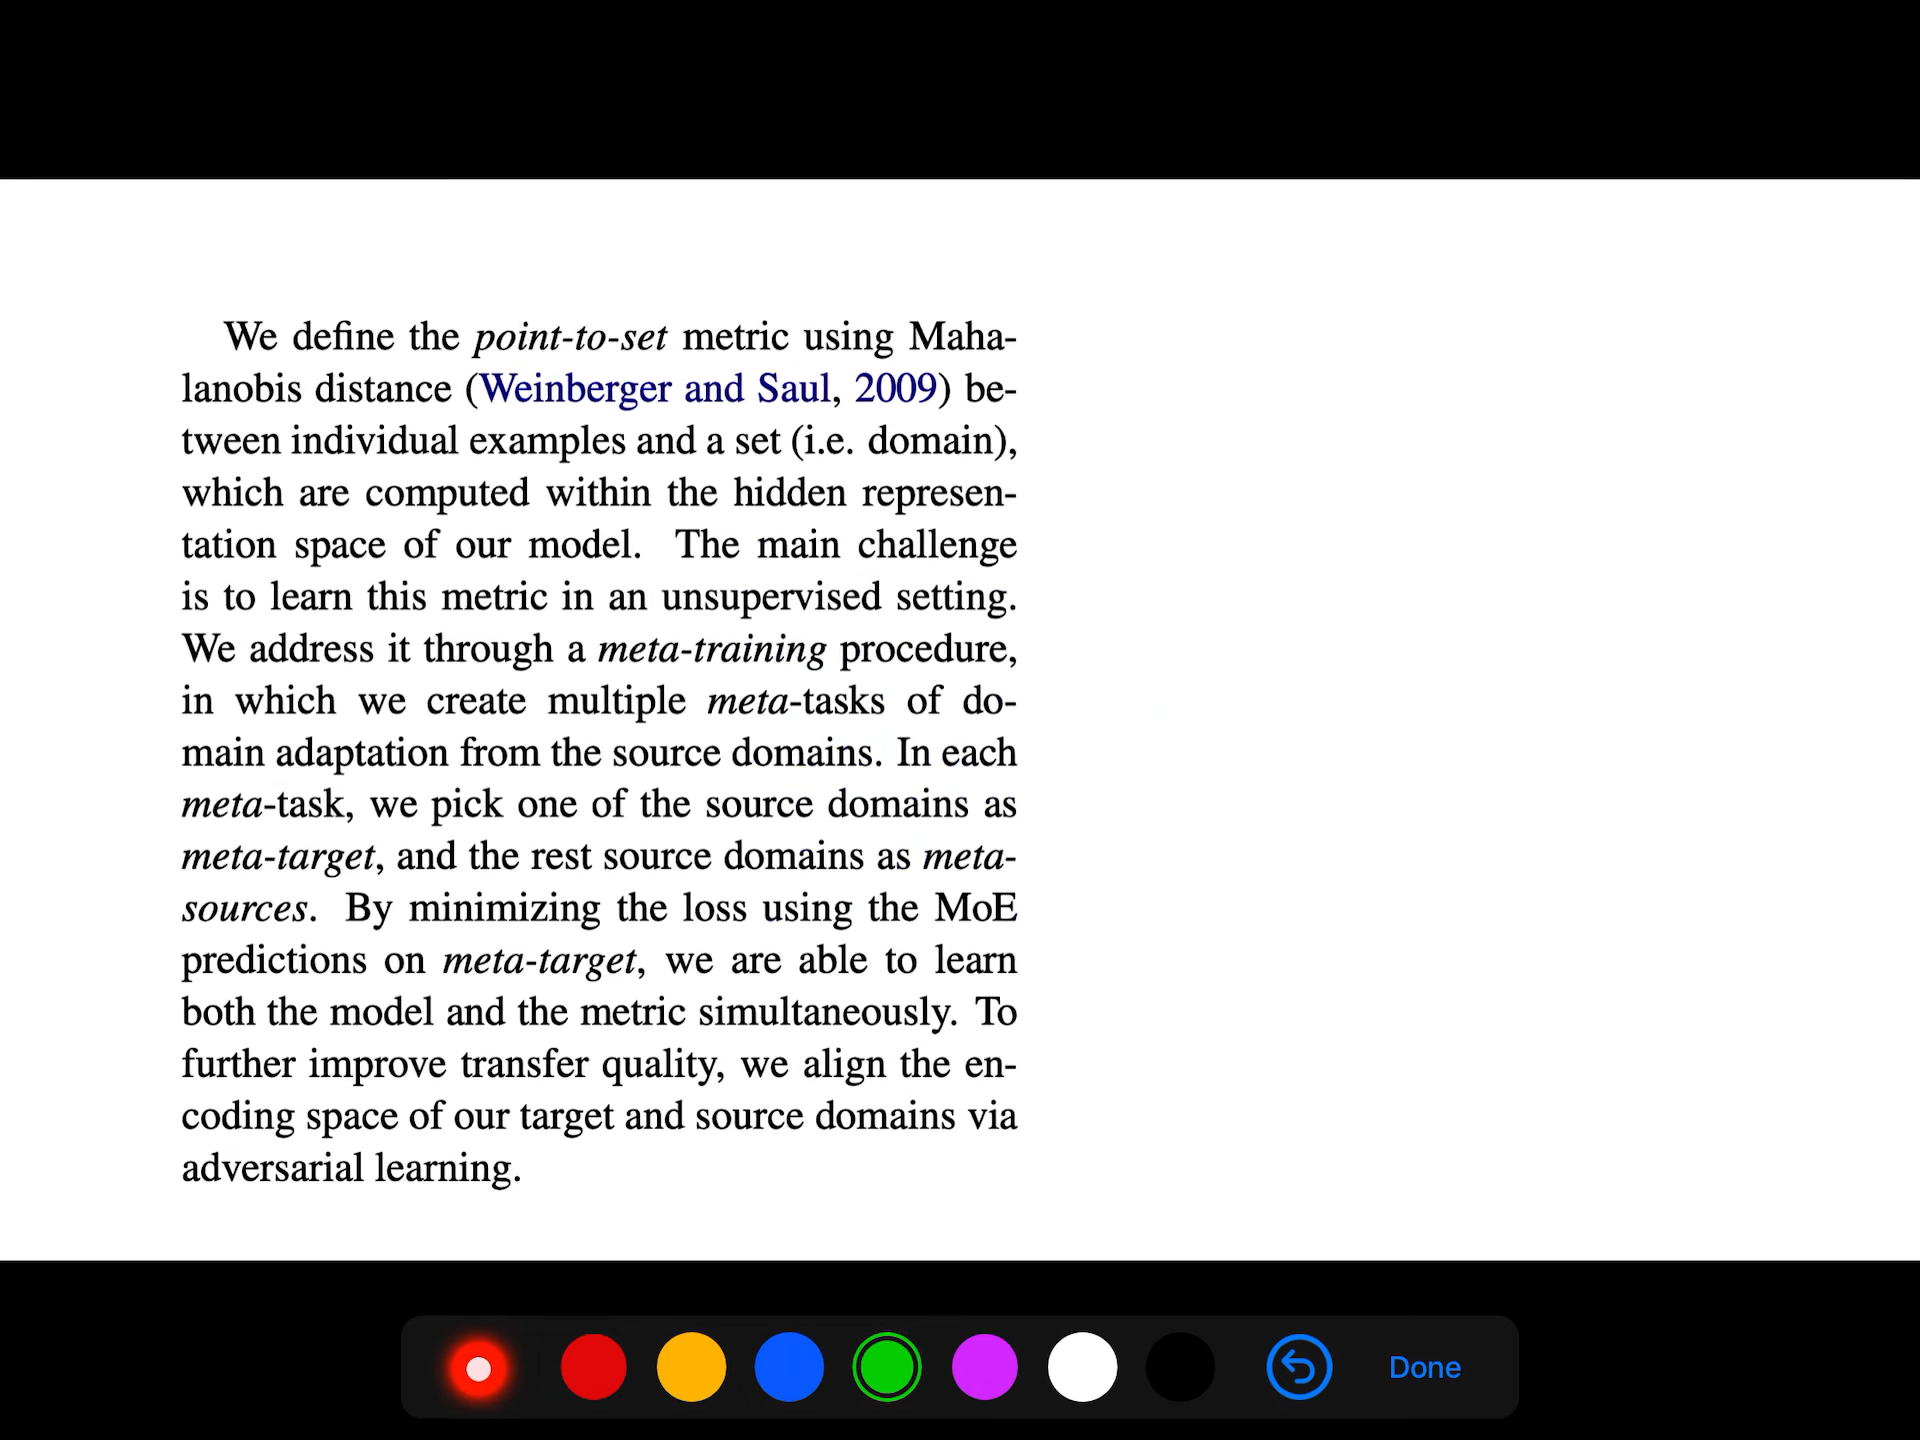 We define the point-to-set metric using Maha-
lanobis distance (Weinberger and Saul, 2009) be-
tween individual examples and a set (i.e. domain),
which are computed within the hidden represen-
tation space of our model. The main challenge
is to learn this metric in an unsupervised setting.
We address it through a meta-training procedure,
in which we create multiple meta-tasks of do-
main adaptation from the source domains. In each
meta-task, we pick one of the source domains as
meta-target, and the rest source domains as meta-
sources. By minimizing the loss using the MoE
predictions on meta-target, we are able to learn
both the model and the metric simultaneously. To
further improve transfer quality, we align the en-
coding space of our target and source domains via
adversarial learning.
Done